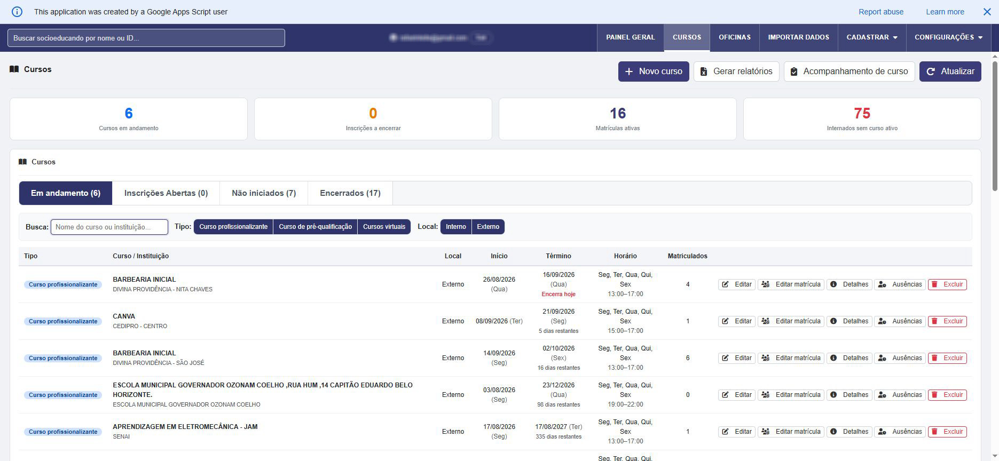 This application was created by a Google Apps Script user
Report abuse
Learn more
Buscar socioeducando por nome ou ID...
PAINEL GERAL
CURSOS
OFICINAS
IMPORTAR DADOS
CADASTRAR
CONFIGURAÇÕES
Cursos
Novo curso
Gerar relatórios
Acompanhamento de curso
Atualizar
6
Cursos em andamento
0
Inscrições a encerrar
16
Matrículas ativas
75
Internados sem curso ativo
Cursos
Em andamento (6)
Inscrições Abertas (0)
Não iniciados (7)
Encerrados (17)
Busca: Nome do curso ou instituição...
Tipo: Curso profissionalizante Curso de pré-qualificação Cursos virtuais
Local: Interno Externo
Tipo Curso / Instituição Local Início Término Horário Matriculados
Curso profissionalizante
BARBEARIA INICIAL
DIVINA PROVIDÊNCIA - NITA CHAVES
Externo
26/08/2026
(Qua)
16/09/2026
(Qua)
Encerra hoje
Seg, Ter, Qua, Qui,
Sex
13:00–17:00
4
Editar Editar matrícula Detalhes Ausências Excluir
Curso profissionalizante
CANVA
CEDIPRO - CENTRO
Externo
08/09/2026 (Ter)
21/09/2026
(Seg)
5 dias restantes
Seg, Ter, Qua, Qui,
Sex
15:00–17:00
1
Editar Editar matrícula Detalhes Ausências Excluir
Curso profissionalizante
BARBEARIA INICIAL
DIVINA PROVIDÊNCIA - SÃO JOSÉ
Externo
14/09/2026
(Seg)
02/10/2026
(Sex)
16 dias restantes
Seg, Ter, Qua, Qui,
Sex
13:00–17:00
6
Editar Editar matrícula Detalhes Ausências Excluir
Curso profissionalizante
ESCOLA MUNICIPAL GOVERNADOR OZONAM COELHO ,RUA HUM ,14 CAPITÃO EDUARDO BELO
HORIZONTE.
ESCOLA MUNICIPAL GOVERNADOR OZONAM COELHO
Externo
03/08/2026
(Seg)
23/12/2026
(Qua)
98 dias restantes
Seg, Ter, Qua, Qui,
Sex
19:00–22:00
0
Editar Editar matrícula Detalhes Ausências Excluir
Curso profissionalizante
APRENDIZAGEM EM ELETROMECÂNICA - JAM
SENAI
Externo
17/08/2026
(Seg)
17/08/2027 (Ter)
335 dias restantes
Seg, Ter, Qua, Qui,
Sex
13:00–17:00
1
Editar Editar matrícula Detalhes Ausências Excluir
Seg, Ter, Qua, Qui,